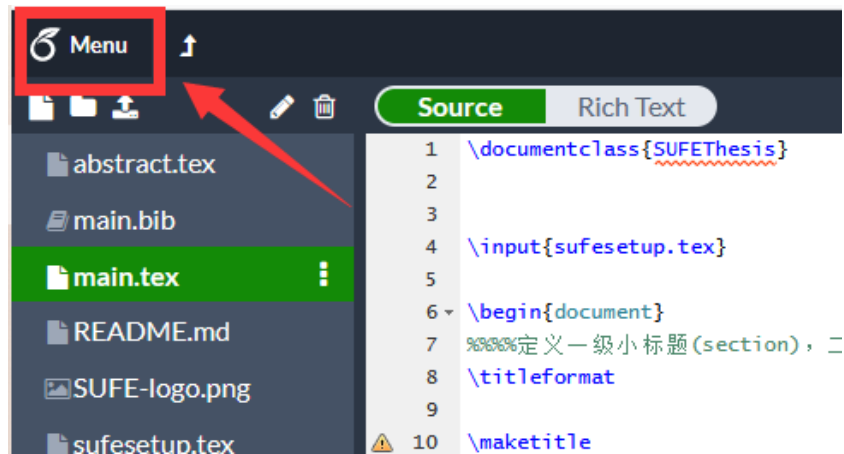 Menu
Source Rich Text
abstract.tex
main.bib
main.tex
README.md
SUFE-logo.png
sufesetup.tex
1 \documentclass{SUFEThesis}
2
3
4 \input{sufesetup.tex}
5
6 \begin{document}
7 %%%%定义一级小标题(section)，二
8 \titleformat
9
10 \maketitle